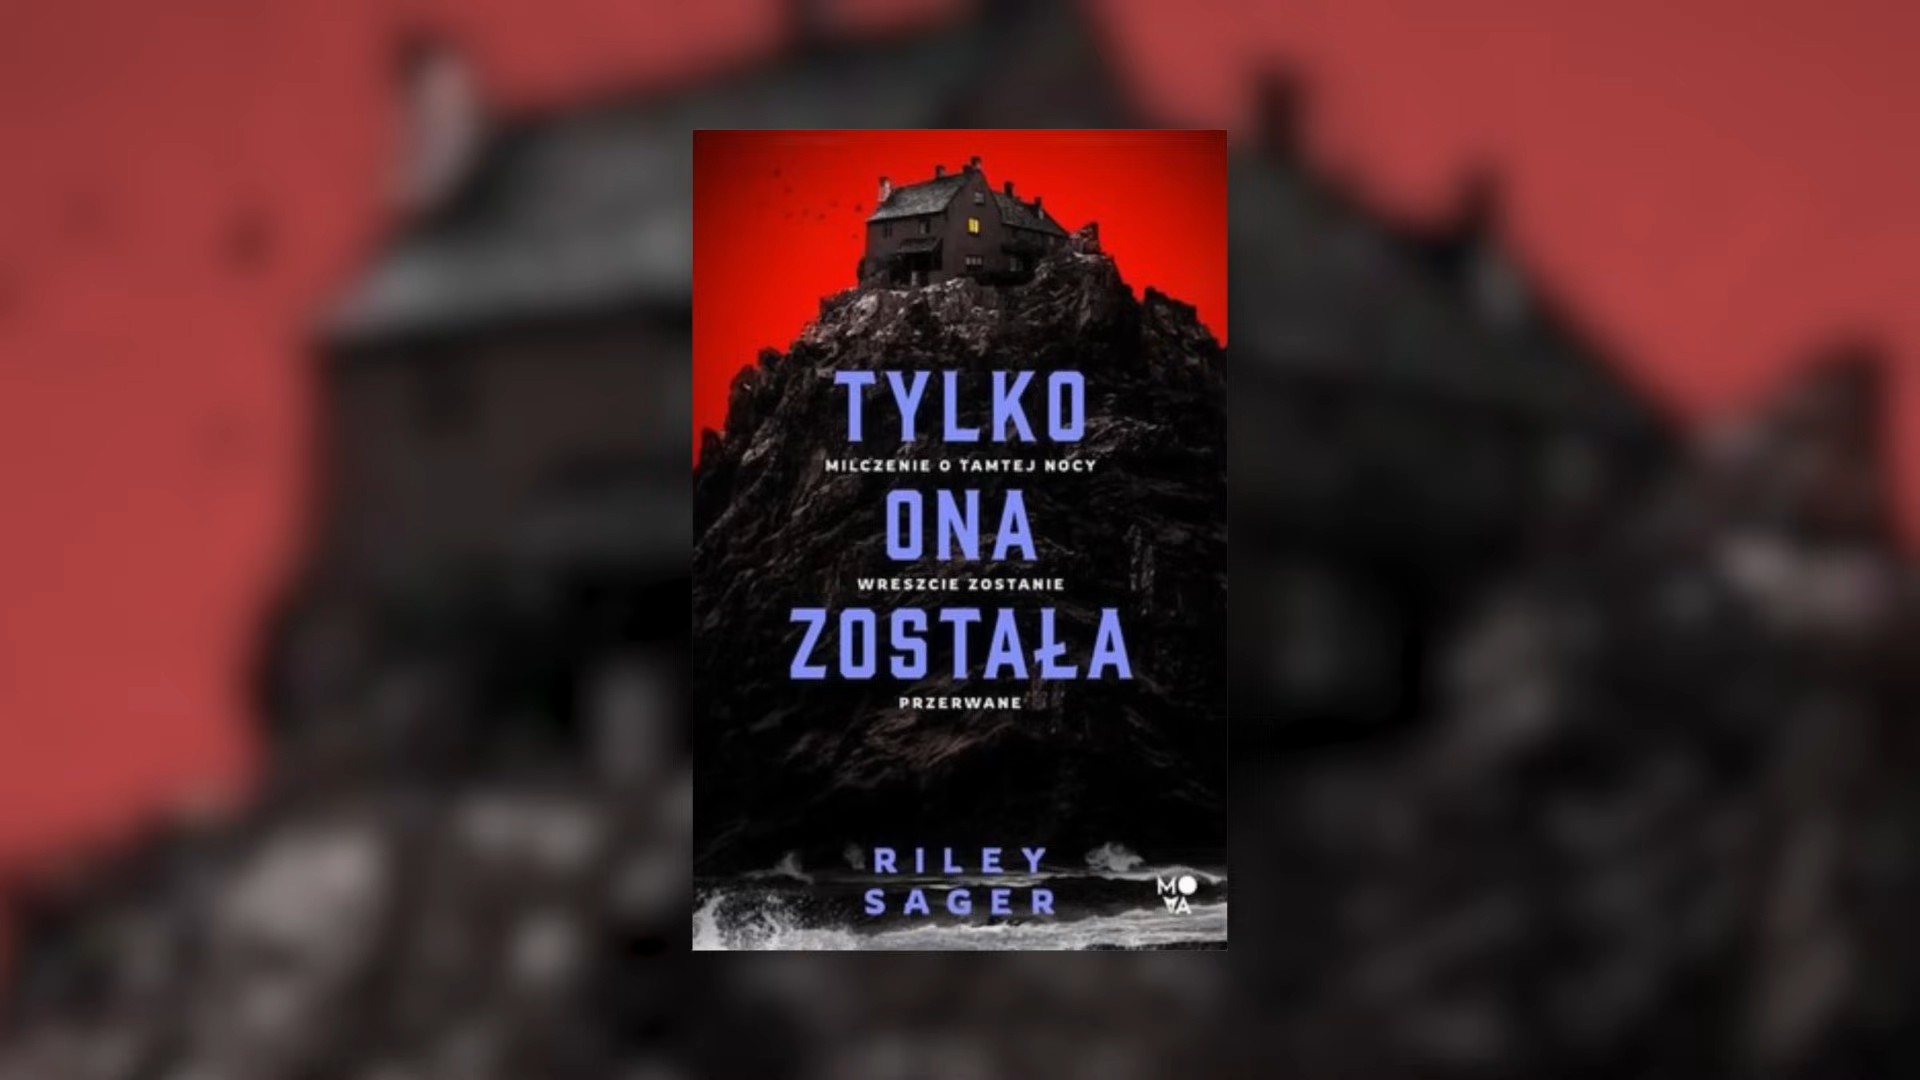 TYLKO
MILCZENIE O TAMTEJ NOCY
ONA
WRESZCIE ZOSTANIE
ZOSTAŁA
PRZERWANE
RILEY
SAGER
MO
VA